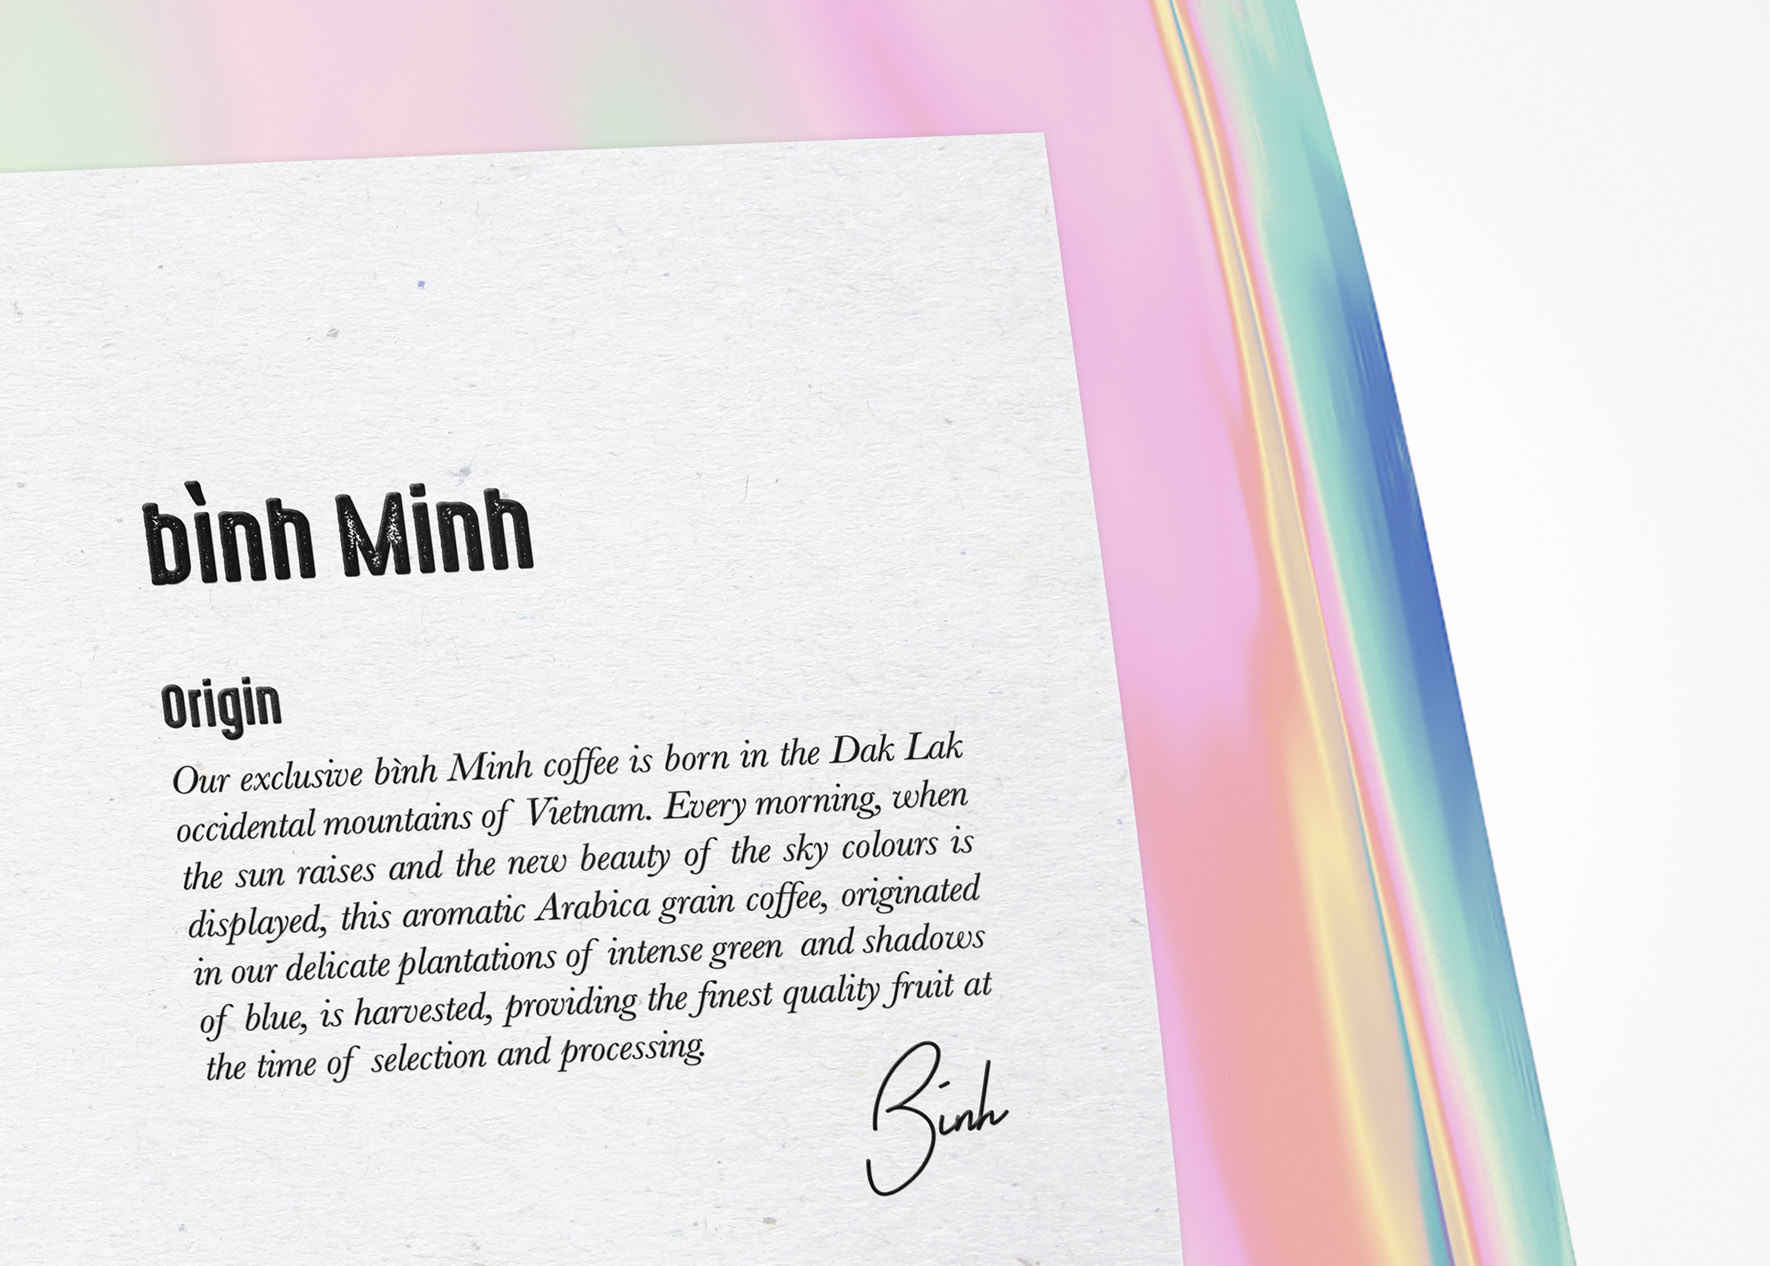 bình Minh
Origin
Our exclusive bình Minh coffee is born in the Dak Lak
occidental mountains of Vietnam. Every morning, when
the sun raises and the new beauty of the sky colours is
displayed, this aromatic Arabica grain coffee, originated
in our delicate plantations of intense green and shadows
of blue, is harvested, providing the finest quality fruit at
the time of selection and processing.
Binh